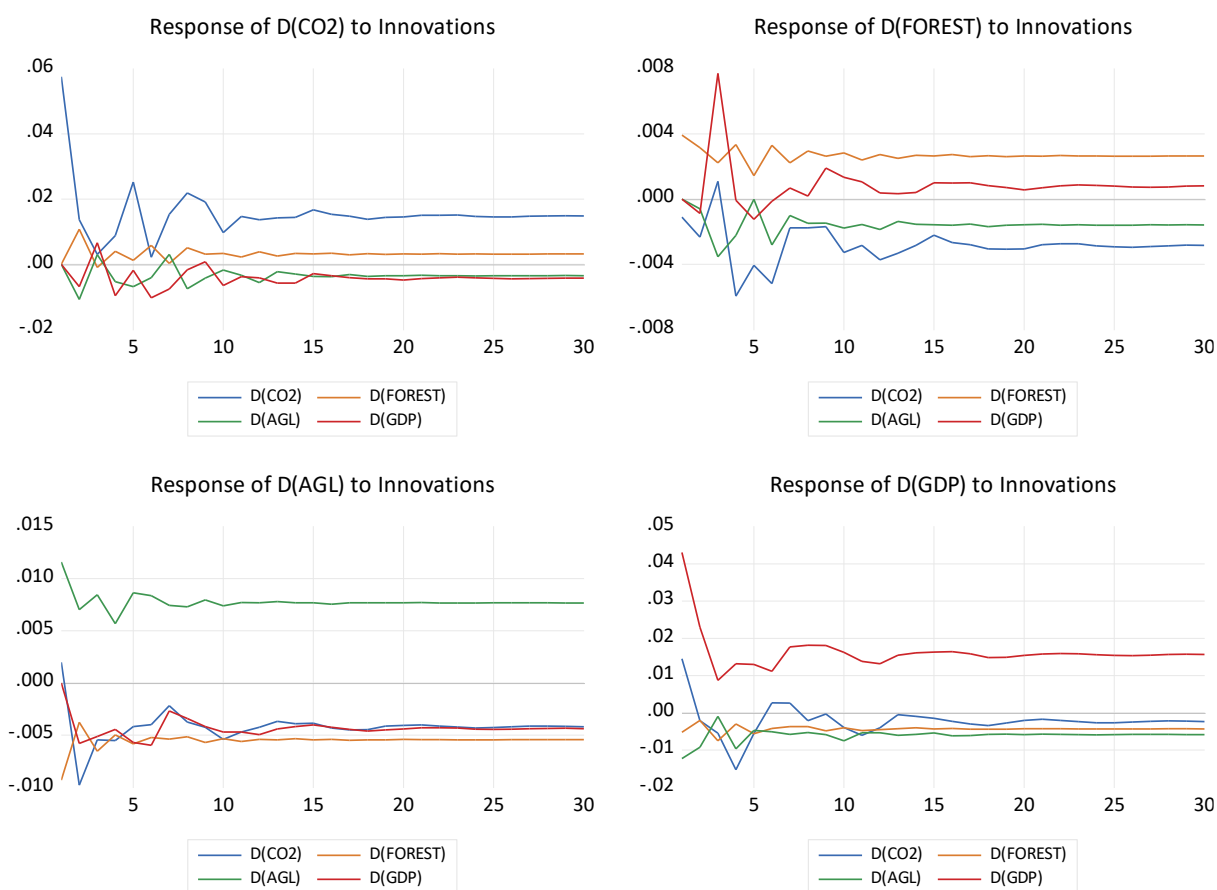 Response of D(CO2) to Innovations
.06
.04
.02
.00
-.02
5 10 15 20 25 30
D(CO2) D(FOREST)
D(AGL) D(GDP)
Response of D(FOREST) to Innovations
.008
.004
.000
-.004
-.008
5 10 15 20 25 30
D(CO2) D(FOREST)
D(AGL) D(GDP)
Response of D(AGL) to Innovations
.015
.010
.005
.000
-.005
-.010
5 10 15 20 25 30
D(CO2) D(FOREST)
D(AGL) D(GDP)
Response of D(GDP) to Innovations
.05
.04
.03
.02
.01
.00
-.01
-.02
5 10 15 20 25 30
D(CO2) D(FOREST)
D(AGL) D(GDP)